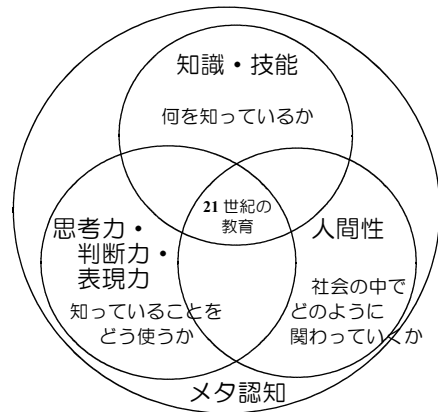 知識・技能
何を知っているか
21 世紀の
教育
思考力・
判断力・
表現力
知っていることを
どう使うか
人間性
社会の中で
どのように
関わっていくか
メタ認知